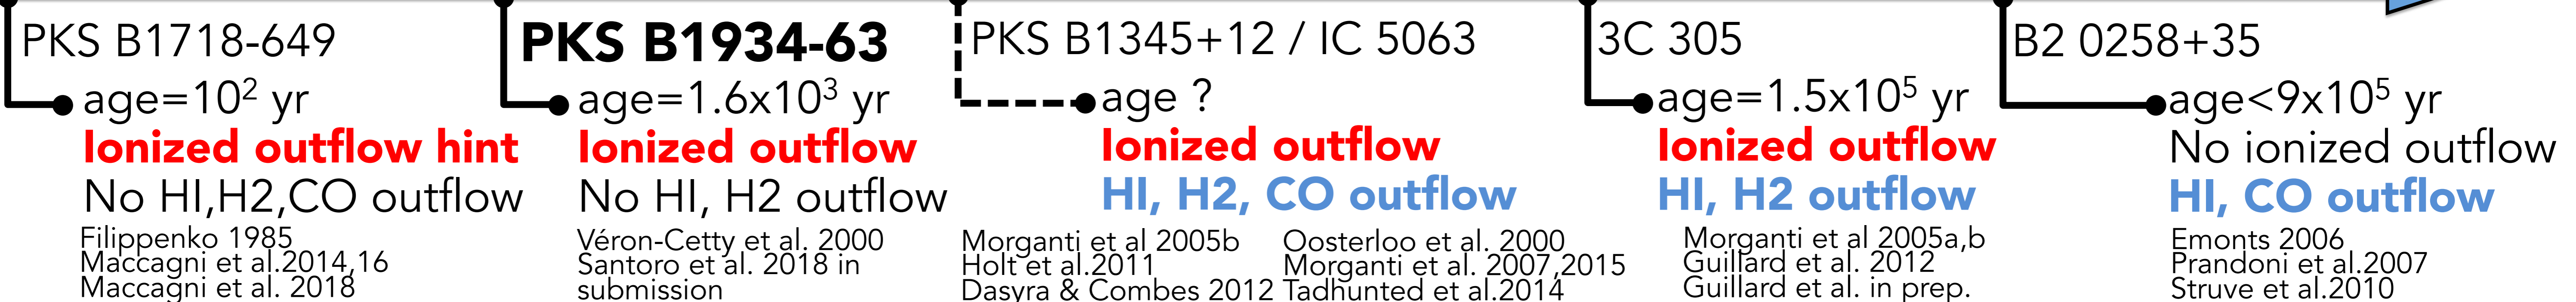 PKS B1718-649
age=10² yr
Ionized outflow hint
No HI,H2,CO outflow
Filippenko 1985
Maccagni et al.2014,16
Maccagni et al. 2018
PKS B1934-63
age=1.6x10³ yr
Ionized outflow
No HI, H2 outflow
Véron-Cetty et al. 2000
Santoro et al. 2018 in
submission
PKS B1345+12 / IC 5063
age ?
Ionized outflow
HI, H2, CO outflow
Morganti et al 2005b
Holt et al.2011
Dasyra & Combes 2012
Oosterloo et al. 2000
Morganti et al. 2007,2015
Tadhunted et al.2014
3C 305
age=1.5x10⁵ yr
Ionized outflow
HI, H2 outflow
Morganti et al 2005a,b
Guillard et al. 2012
Guillard et al. in prep.
B2 0258+35
age<9x10⁵ yr
No ionized outflow
HI, CO outflow
Emonts 2006
Prandoni et al.2007
Struve et al.2010